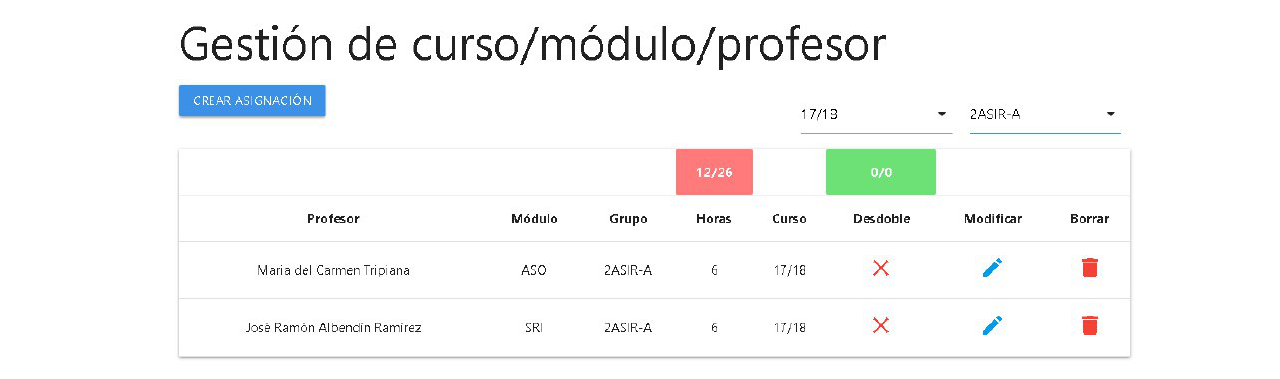 Gestión de curso/módulo/profesor
CREAR ASIGNACIÓN
17/18 2ASIR-A
12/26 0/0
Profesor Módulo Grupo Horas Curso Desdoble Modificar Borrar
Maria del Carmen Tripiana ASO 2ASIR-A 6 17/18
José Ramón Albendín Ramírez SRI 2ASIR-A 6 17/18